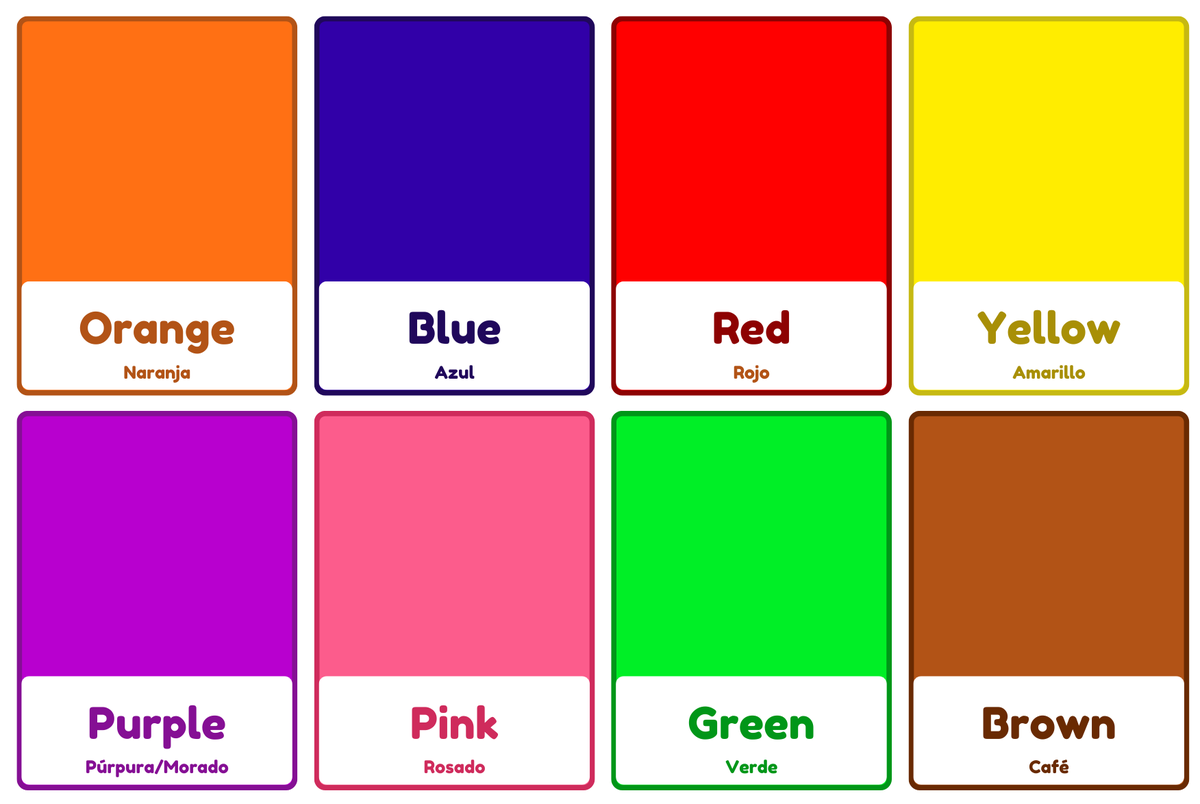 Orange
Naranja
Blue
Azul
Red
Rojo
Yellow
Amarillo
Purple
Púrpura/Morado
Pink
Rosado
Green
Verde
Brown
Café